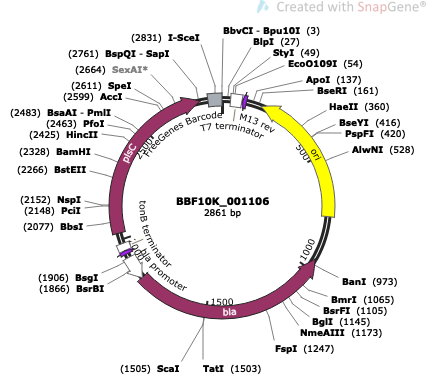 Created with SnapGene®
(2831) I-SceI
BbvCI - Bpu10I (3)
(2761) BspQI - SapI
BlpI (27)
(2664) SexAI*
StyI (49)
(2611) SpeI
EcoO109I (54)
(2599) AccI
ApoI (137)
(2483) BsaAI - PmlI
BseRI (161)
(2463) PfoI
HaeII (360)
(2425) HincII
BseYI (416)
(2328) BamHI
PspFI (420)
(2266) BstEII
AlwNI (528)
(2152) NspI
(2148) PciI
(2077) BbsI
(1906) BsgI
(1866) BsrBI
BanI (973)
BmrI (1065)
BsrFI (1105)
BglI (1145)
NmeAIII (1173)
FspI (1247)
(1505) ScaI
TatI (1503)
FreeGenes Barcode
T7 terminator
M13 rev
ori
500
1000
1500
bla
bla promoter
tonB terminator
plsC
BBF10K_001106
2861 bp